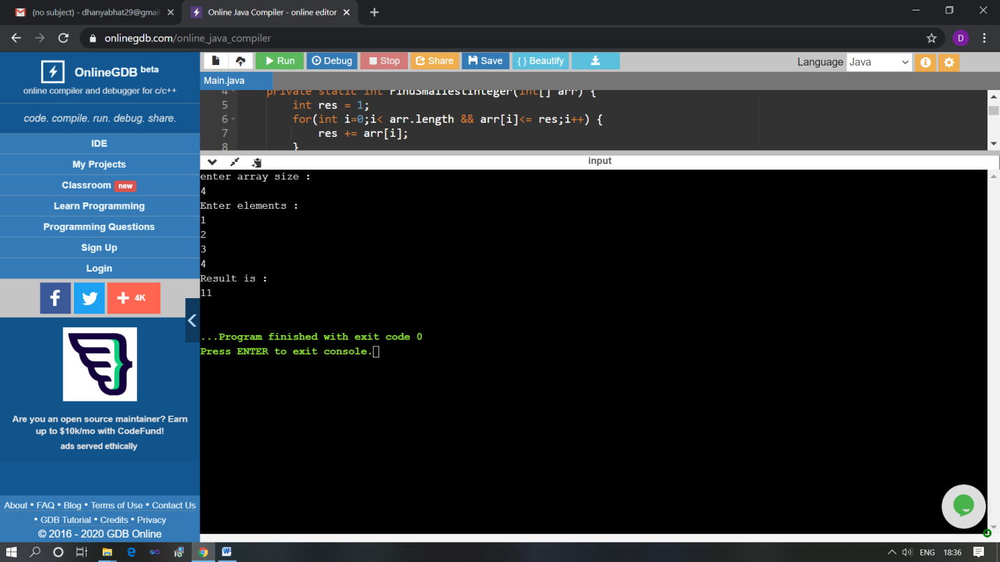 (no subject) - dhanyabhat29@gmai
Online Java Compiler - online editor
onlinegdb.com/online_java_compiler
D
OnlineGDB beta
online compiler and debugger for c/c++
code. compile. run. debug. share.
IDE
My Projects
Classroom new
Learn Programming
Programming Questions
Sign Up
Login
+ 4K
Are you an open source maintainer? Earn
up to $10k/mo with CodeFund!
ads served ethically
About • FAQ • Blog • Terms of Use • Contact Us
• GDB Tutorial • Credits • Privacy
© 2016 - 2020 GDB Online
Run Debug Stop Share Save { } Beautify
Language Java
Main.java
4 private static int FindSmallestInteger(int[] arr) {
5 int res = 1;
6 for(int i=0;i< arr.length && arr[i]<= res;i++) {
7 res += arr[i];
8 }
input
enter array size :
4
Enter elements :
1
2
3
4
Result is :
11
...Program finished with exit code 0
Press ENTER to exit console.
ENG 18:36